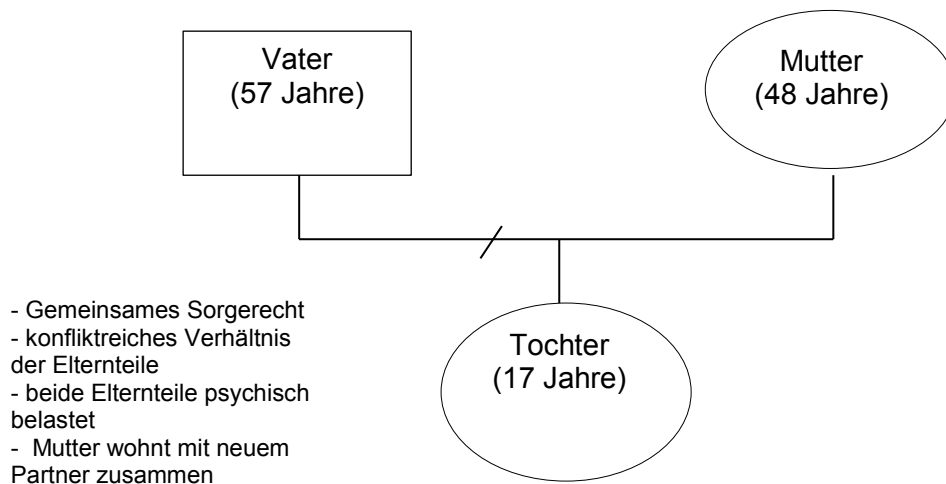 Vater
(57 Jahre)
Mutter
(48 Jahre)
- Gemeinsames Sorgerecht
- konfliktreiches Verhältnis
der Elternteile
- beide Elternteile psychisch
belastet
-  Mutter wohnt mit neuem
Partner zusammen
Tochter
(17 Jahre)